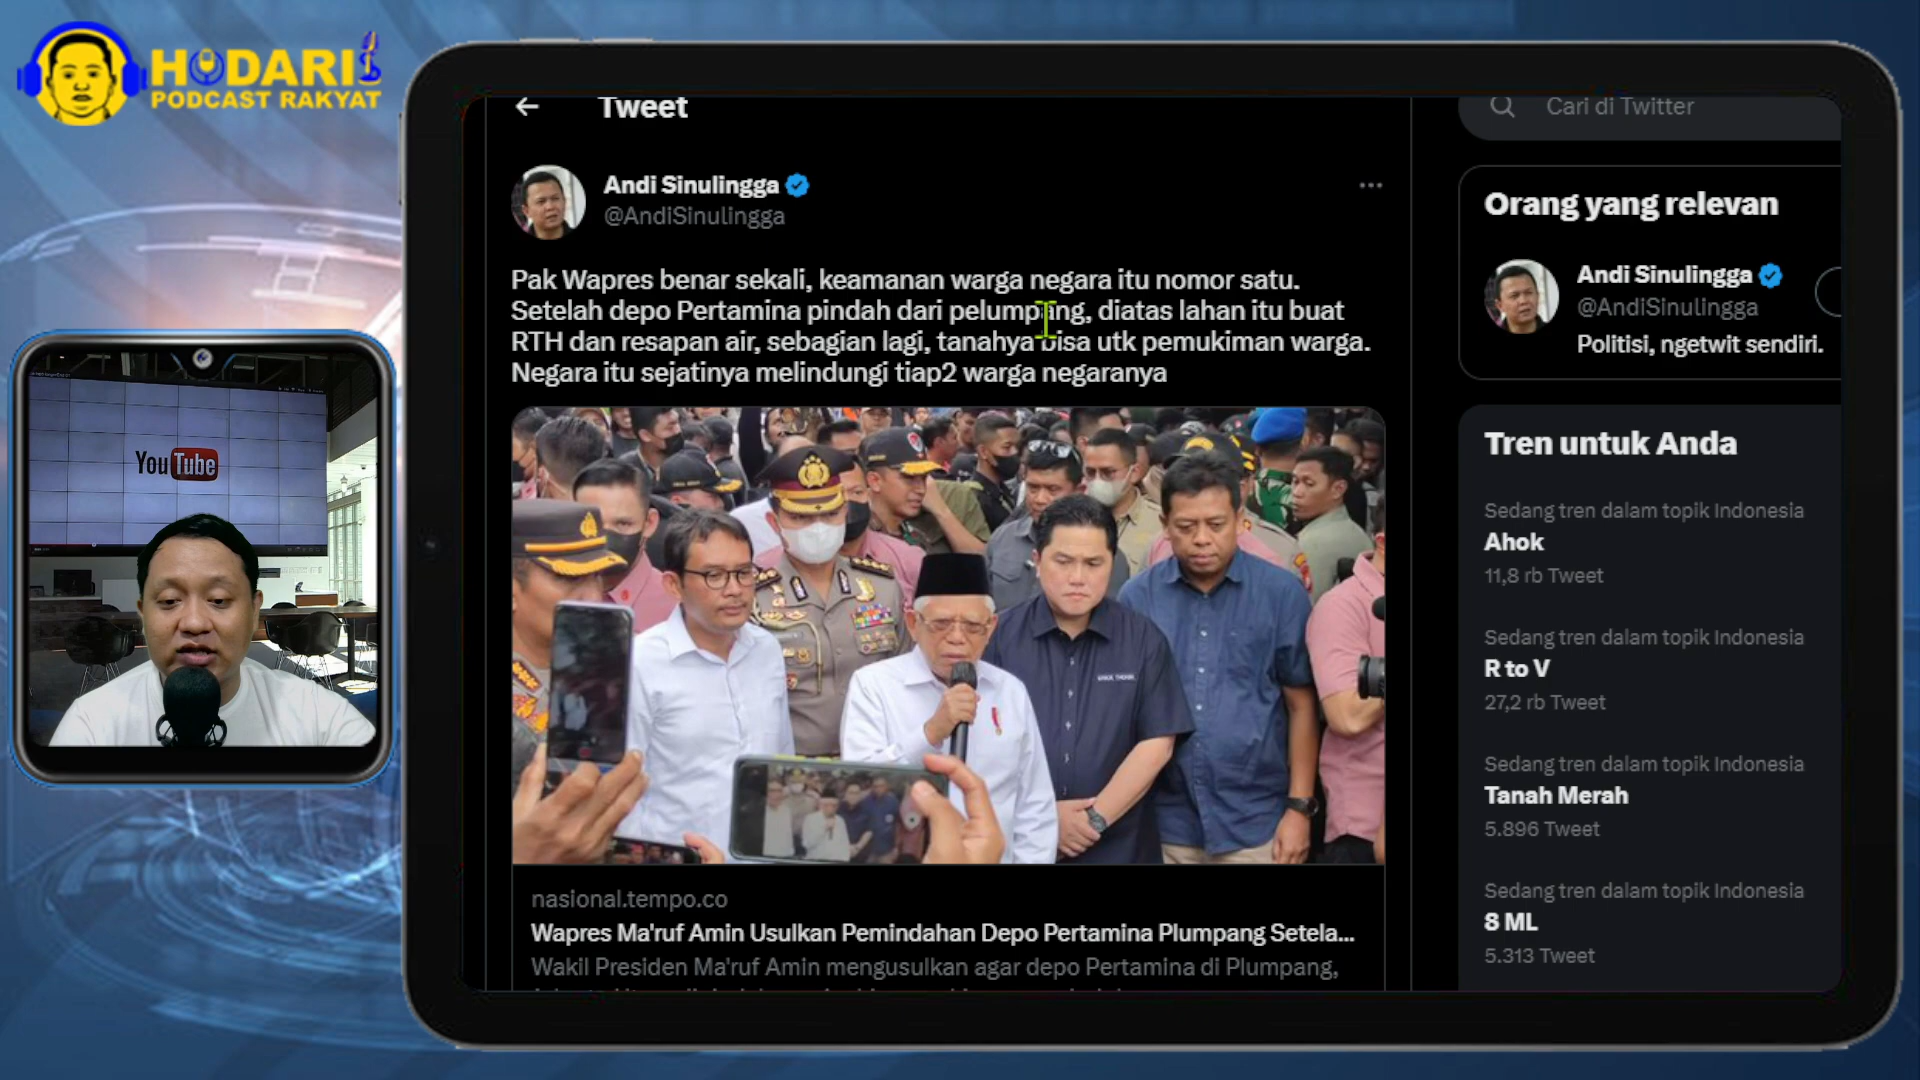 HODARI
PODCAST RAKYAT
YouTube
Tweet
Andi Sinulingga
@AndiSinulingga
Pak Wapres benar sekali, keamanan warga negara itu nomor satu.
Setelah depo Pertamina pindah dari pelumpang, diatas lahan itu buat
RTH dan resapan air, sebagian lagi, tanahya bisa utk pemukiman warga.
Negara itu sejatinya melindungi tiap2 warga negaranya
nasional.tempo.co
Wapres Ma'ruf Amin Usulkan Pemindahan Depo Pertamina Plumpang Setela...
Wakil Presiden Ma'ruf Amin mengusulkan agar depo Pertamina di Plumpang,
Cari di Twitter
Orang yang relevan
Andi Sinulingga
@AndiSinulingga
Politisi, ngetwit sendiri.
Tren untuk Anda
Sedang tren dalam topik Indonesia
Ahok
11,8 rb Tweet
Sedang tren dalam topik Indonesia
R to V
27,2 rb Tweet
Sedang tren dalam topik Indonesia
Tanah Merah
5.896 Tweet
Sedang tren dalam topik Indonesia
8 ML
5.313 Tweet